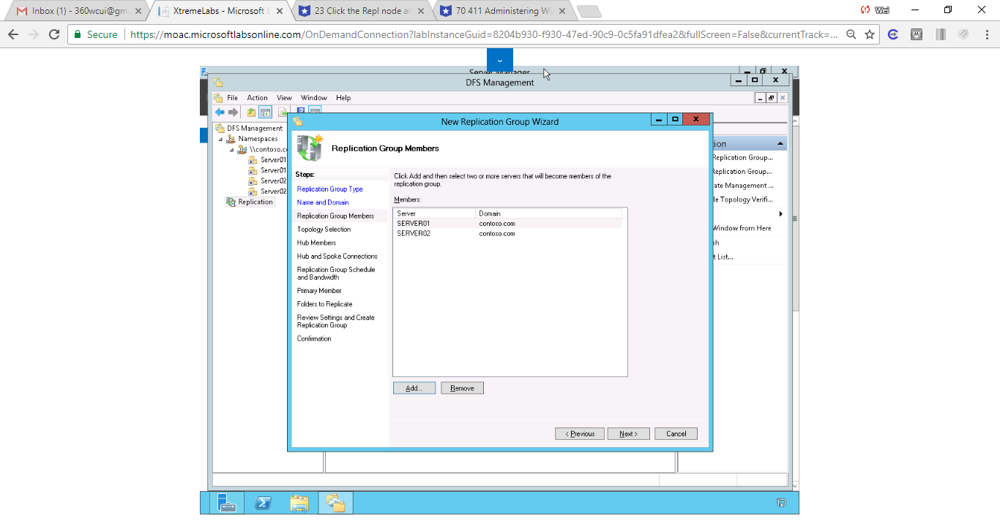 Inbox (1) - 360wcui@gm
XtremeLabs - Microsoft L
23 Click the Repl node a
70 411 Administering Wi
Wei
Secure
https://moac.microsoftlabsonline.com/OnDemandConnection?labInstanceGuid=8204b930-f930-47ed-90c9-0c5fa91dfea2&fullScreen=False&currentTrack=...
Server Manager
DFS Management
File Action View Window Help
DFS Management
Namespaces
\\contoso.c
Server01
Server01
Server02
Server02
Replication
New Replication Group Wizard
Replication Group Members
Steps:
Replication Group Type
Name and Domain
Replication Group Members
Topology Selection
Hub Members
Hub and Spoke Connections
Replication Group Schedule
and Bandwidth
Primary Member
Folders to Replicate
Review Settings and Create
Replication Group
Confirmation
Click Add and then select two or more servers that will become members of the
replication group.
Members:
Server Domain
SERVER01 contoso.com
SERVER02 contoso.com
Add... Remove
< Previous Next > Cancel
ion
Replication Group...
Replication Group...
ate Management ...
le Topology Verifi...
Window from Here
sh
t List...